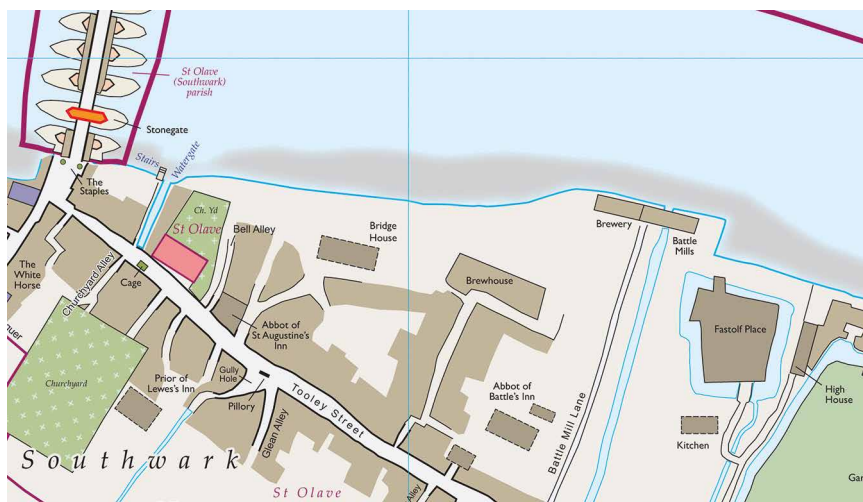 St Olave
(Southwark)
parish
Stonegate
Stairs
Watergate
The
Staples
Ch. Yd
St Olave
Bell Alley
Bridge
House
Brewery
Battle
Mills
The
White
Horse
Churchyard Alley
Cage
Brewhouse
Fastolf Place
Abbot of
St Augustine's
Inn
Churchyard
Prior of
Lewes's Inn
Gully
Hole
Pillory
Tooley Street
Glean Alley
Abbot of
Battle's Inn
Battle Mill Lane
High
House
Kitchen
Southwark
St Olave
Alley